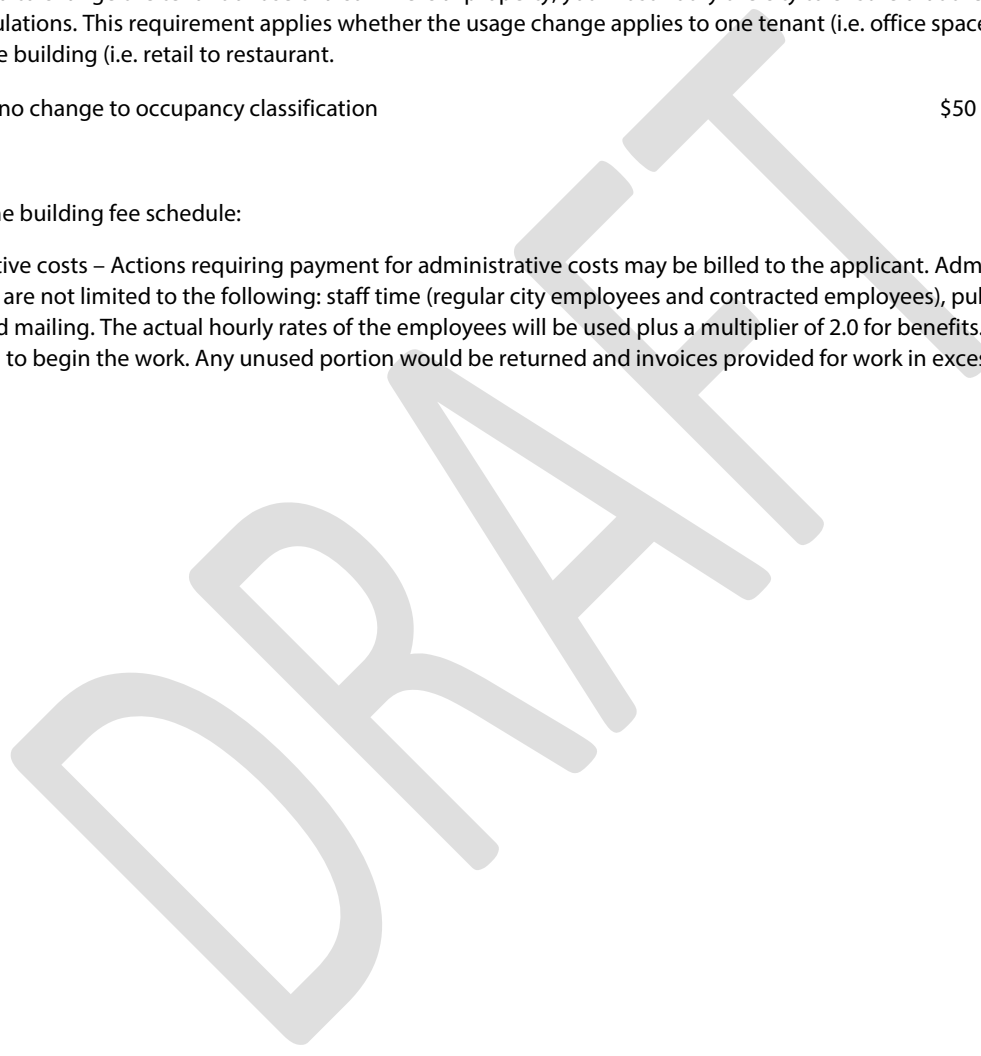 ulations. This requirement applies whether the usage change applies to one tenant (i.e. office space
e building (i.e. retail to restaurant.
no change to occupancy classification $50
ne building fee schedule:
tive costs – Actions requiring payment for administrative costs may be billed to the applicant. Adm
are not limited to the following: staff time (regular city employees and contracted employees), pul
d mailing. The actual hourly rates of the employees will be used plus a multiplier of 2.0 for benefits.
to begin the work. Any unused portion would be returned and invoices provided for work in exces
DRAFT